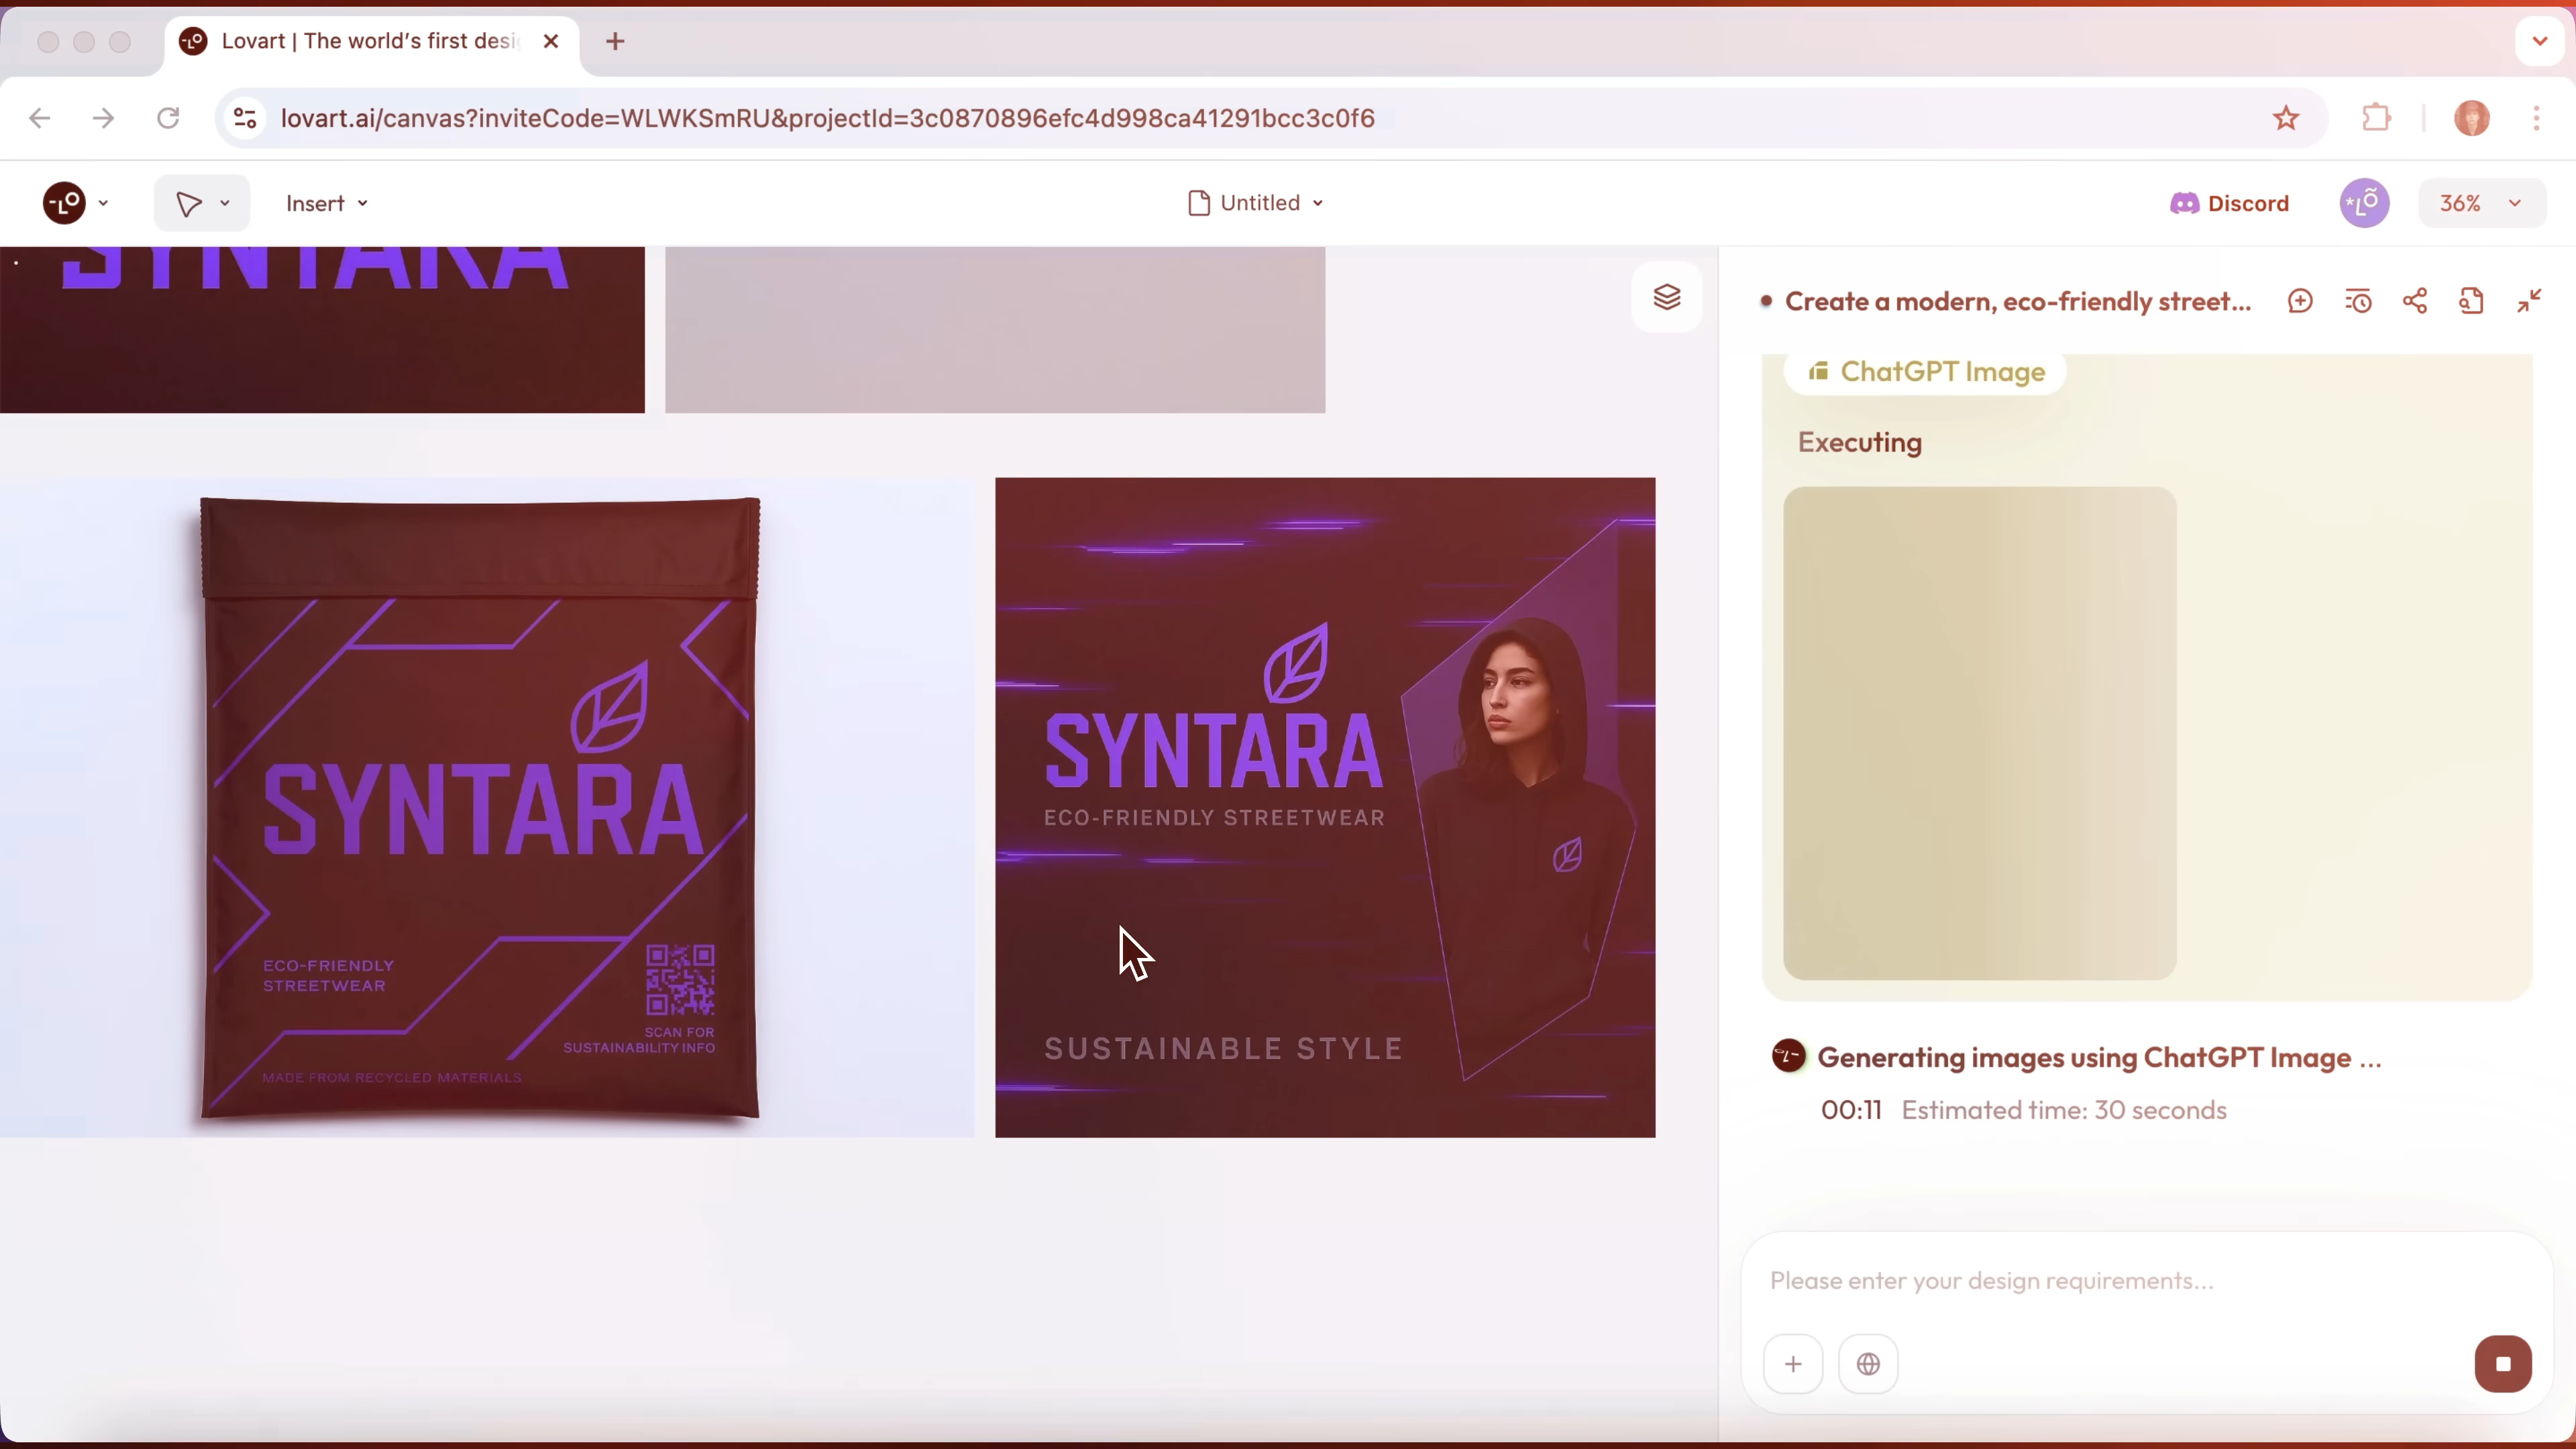 Lovart | The world's first desi
lovart.ai/canvas?inviteCode=WLWKSmRU&projectId=3c0870896efc4d998ca41291bcc3c0f6
Insert
Untitled
Discord
36%
SYNTARA
Create a modern, eco-friendly street...
ChatGPT Image
Executing
SYNTARA
ECO-FRIENDLY
STREETWEAR
SCAN FOR
SUSTAINABILITY INFO
MADE FROM RECYCLED MATERIALS
SYNTARA
ECO-FRIENDLY STREETWEAR
SUSTAINABLE STYLE
Generating images using ChatGPT Image ...
00:11 Estimated time: 30 seconds
Please enter your design requirements...